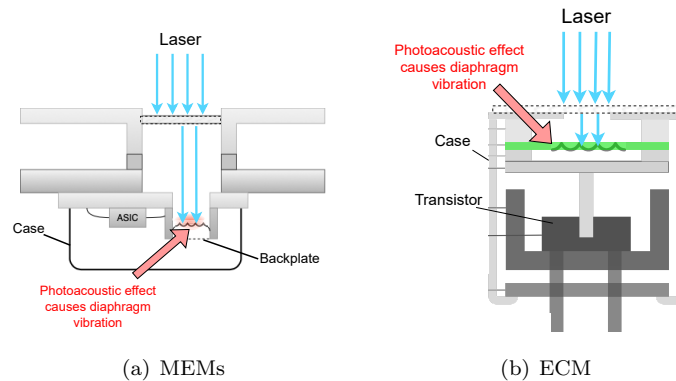 Laser
ASIC
Case
Backplate
Photoacoustic effect
causes diaphragm
vibration
(a) MEMs
Laser
Photoacoustic effect
causes diaphragm
vibration
Case
Transistor
(b) ECM